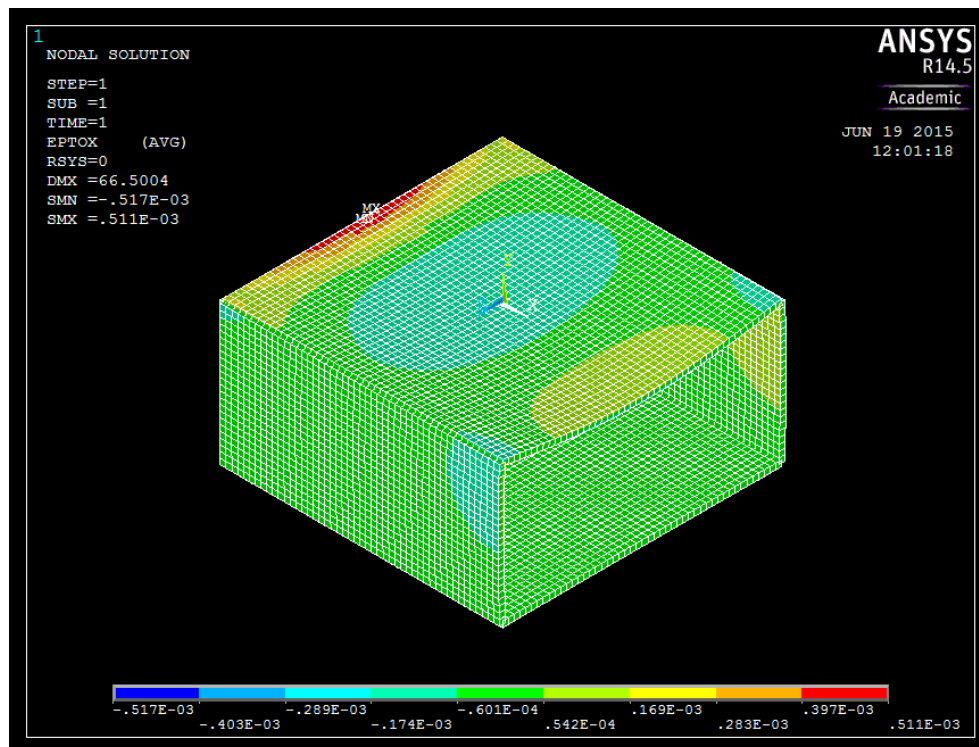 1
NODAL SOLUTION
STEP=1
SUB =1
TIME=1
EPTOX (AVG)
RSYS=0
DMX =66.5004
SMN =-.517E-03
SMX =.511E-03
ANSYS
R14.5
Academic
JUN 19 2015
12:01:18
MX
MN
Y
X
-.517E-03 -.289E-03 -.601E-04 .169E-03 .397E-03
-.403E-03 -.174E-03 .542E-04 .283E-03 .511E-03